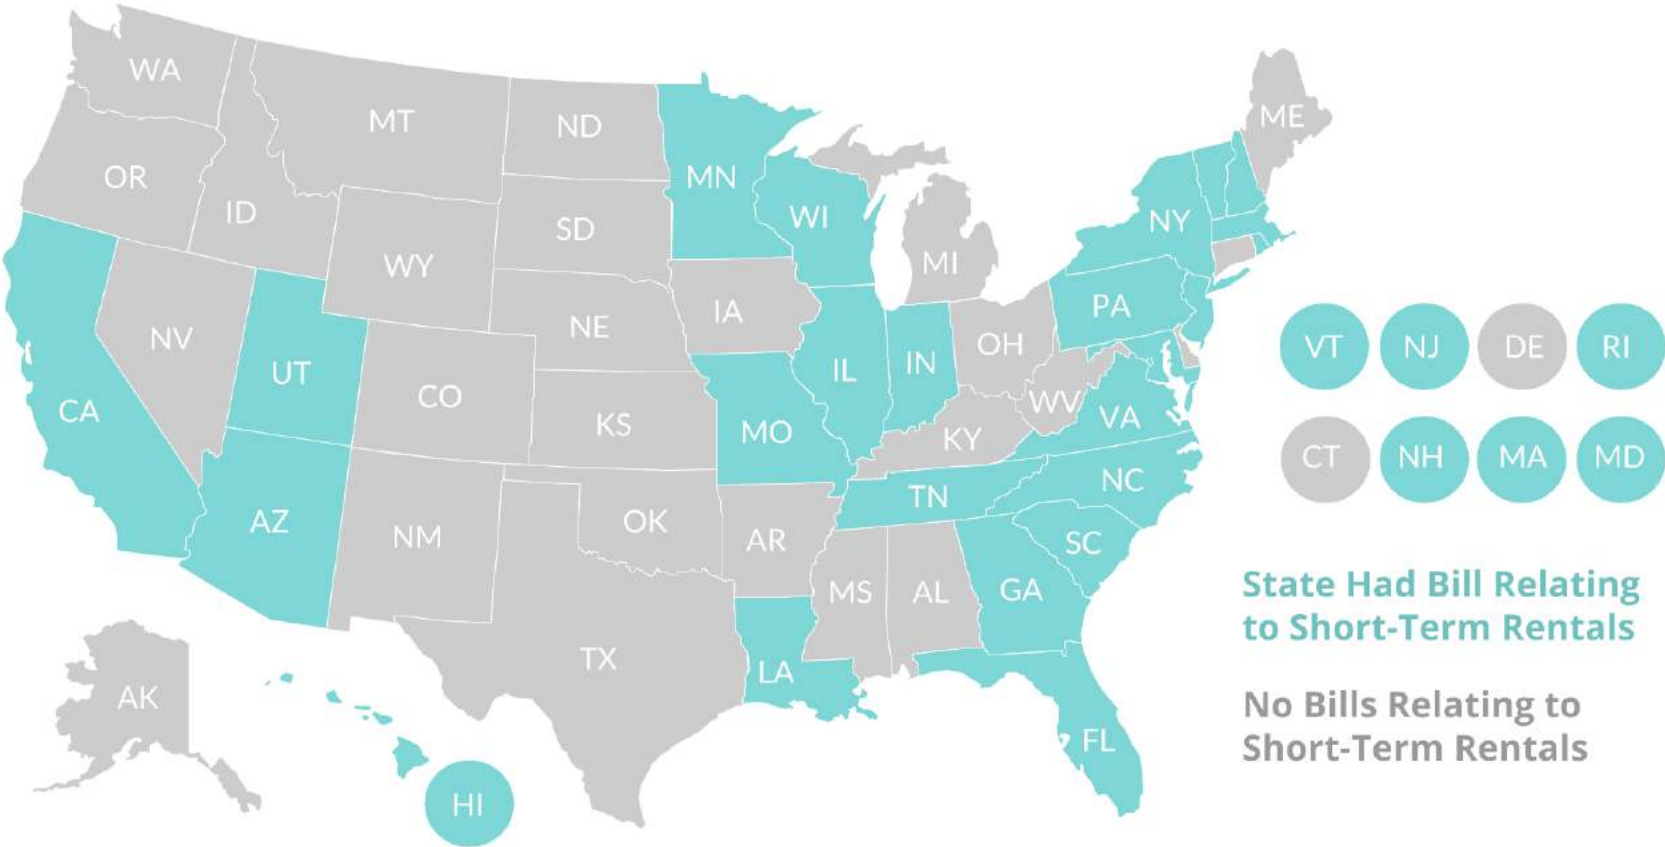 WA
MT
ND
OR
ID
SD
WY
MN
WI
MI
NY
ME
NV
UT
CO
NE
IA
IL
IN
OH
PA
CA
KS
MO
KY
WV
VA
AZ
NM
OK
AR
TN
NC
SC
TX
LA
MS
AL
GA
FL
AK
HI
VT
NJ
DE
RI
CT
NH
MA
MD
State Had Bill Relating
to Short-Term Rentals
No Bills Relating to
Short-Term Rentals